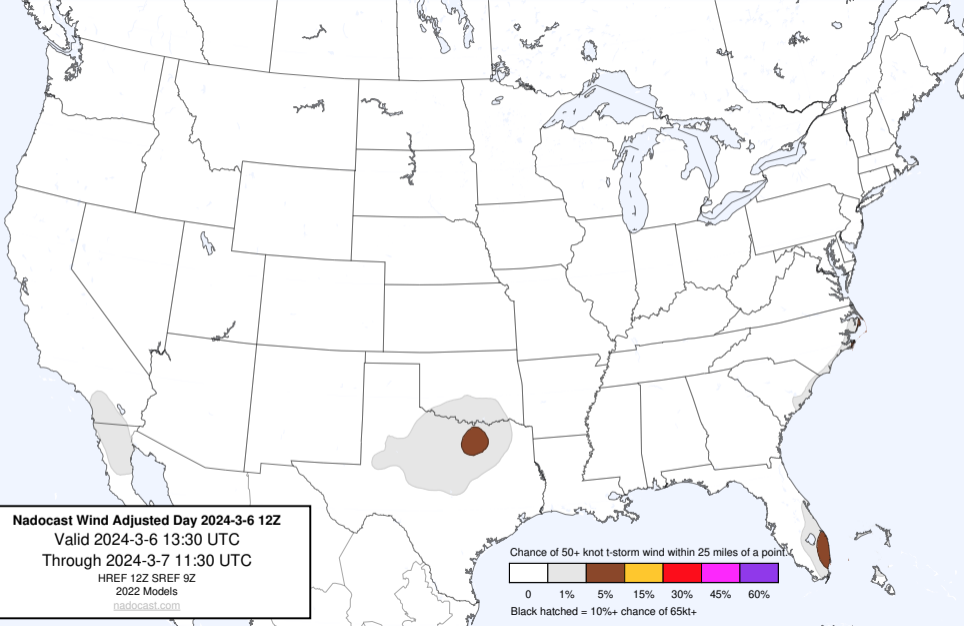 Nadocast Wind Adjusted Day 2024-3-6 12Z
Valid 2024-3-6 13:30 UTC
Through 2024-3-7 11:30 UTC
HREF 12Z SREF 9Z
2022 Models
nadocast.com
Chance of 50+ knot t-storm wind within 25 miles of a point.
0 1% 5% 15% 30% 45% 60%
Black hatched = 10%+ chance of 65kt+